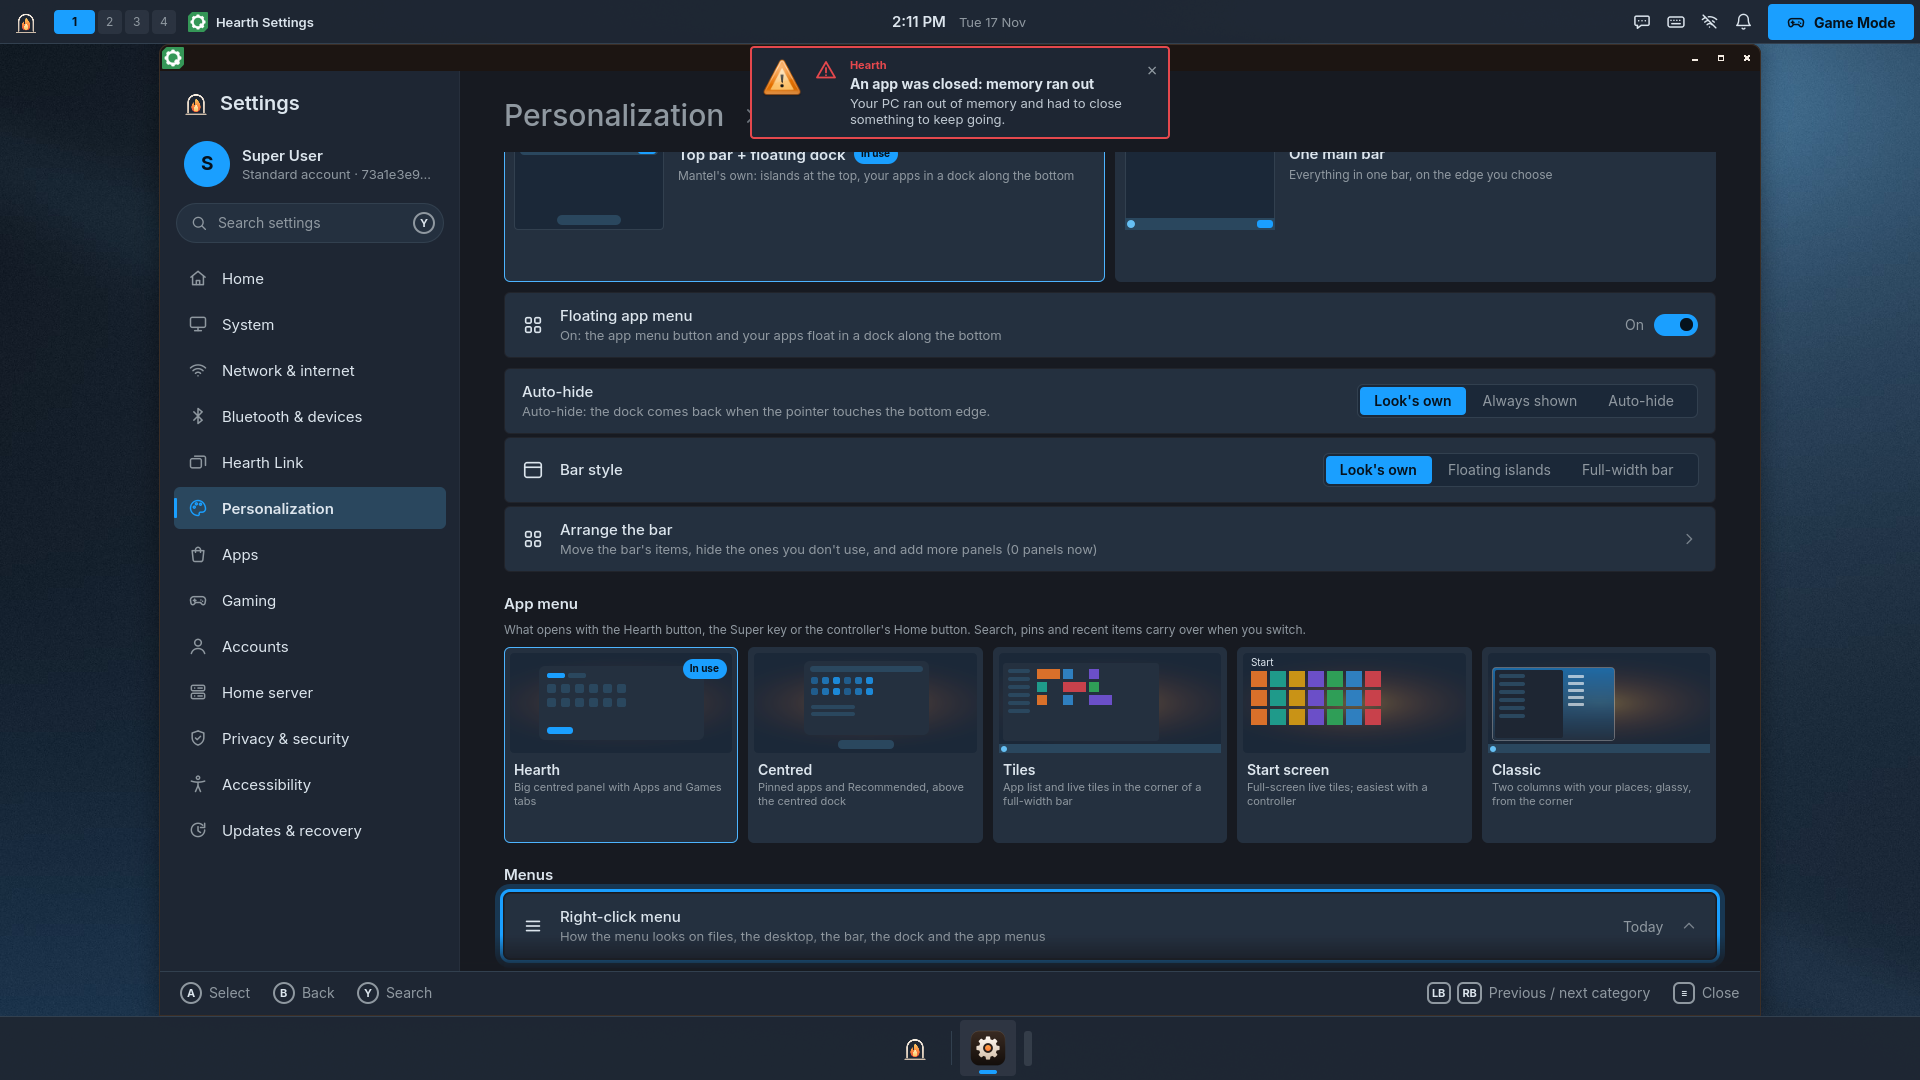 1 2 3 4 Hearth Settings
2:11 PM Tue 17 Nov
Game Mode
Hearth
An app was closed: memory ran out
Your PC ran out of memory and had to close
something to keep going.
Settings
S
Super User
Standard account · 73a1e3e9...
Search settings Y
Home
System
Network & internet
Bluetooth & devices
Hearth Link
Personalization
Apps
Gaming
Accounts
Home server
Privacy & security
Accessibility
Updates & recovery
Personalization
Top bar + floating dock In use
Mantel's own: islands at the top, your apps in a dock along the bottom
One main bar
Everything in one bar, on the edge you choose
Floating app menu
On: the app menu button and your apps float in a dock along the bottom
On
Auto-hide
Auto-hide: the dock comes back when the pointer touches the bottom edge.
Look's own Always shown Auto-hide
Bar style
Look's own Floating islands Full-width bar
Arrange the bar
Move the bar's items, hide the ones you don't use, and add more panels (0 panels now)
App menu
What opens with the Hearth button, the Super key or the controller's Home button. Search, pins and recent items carry over when you switch.
In use
Hearth
Big centred panel with Apps and Games
tabs
Centred
Pinned apps and Recommended, above
the centred dock
Tiles
App list and live tiles in the corner of a
full-width bar
Start
Start screen
Full-screen live tiles; easiest with a
controller
Classic
Two columns with your places; glassy,
from the corner
Menus
Right-click menu
How the menu looks on files, the desktop, the bar, the dock and the app menus
Today
A Select B Back Y Search
LB RB Previous / next category Close